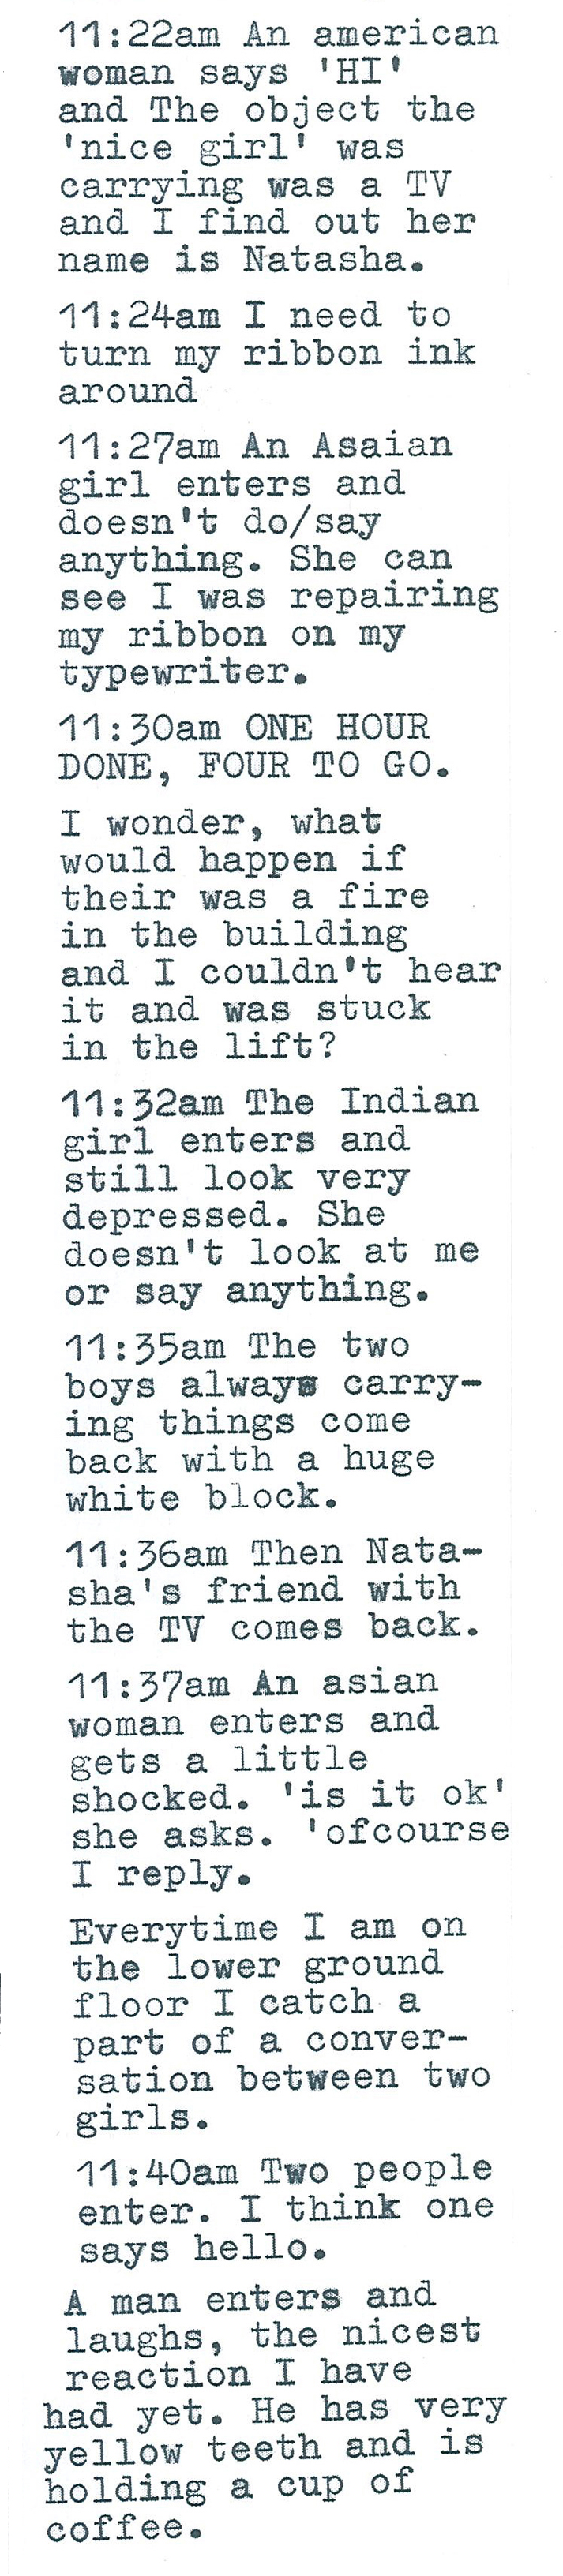 11:22am An american
woman says 'HI'
and The object the
'nice girl' was
carrying was a TV
and I find out her
name is Natasha.
11:24am I need to
turn my ribbon ink
around
11:27am An Asaian
girl enters and
doesn't do/say
anything. She can
see I was repairing
my ribbon on my
typewriter.
11:30am ONE HOUR
DONE, FOUR TO GO.
I wonder, what
would happen if
their was a fire
in the building
and I couldn't hear
it and was stuck
in the lift?
11:32am The Indian
girl enters and
still look very
depressed. She
doesn't look at me
or say anything.
11:35am The two
boys always carry-
ing things come
back with a huge
white block.
11:36am Then Nata-
sha's friend with
the TV comes back.
11:37am An asian
woman enters and
gets a little
shocked. 'is it ok'
she asks. 'ofcourse
I reply.
Everytime I am on
the lower ground
floor I catch a
part of a conver-
sation between two
girls.
11:40am Two people
enter. I think one
says hello.
A man enters and
laughs, the nicest
reaction I have
had yet. He has very
yellow teeth and is
holding a cup of
coffee.